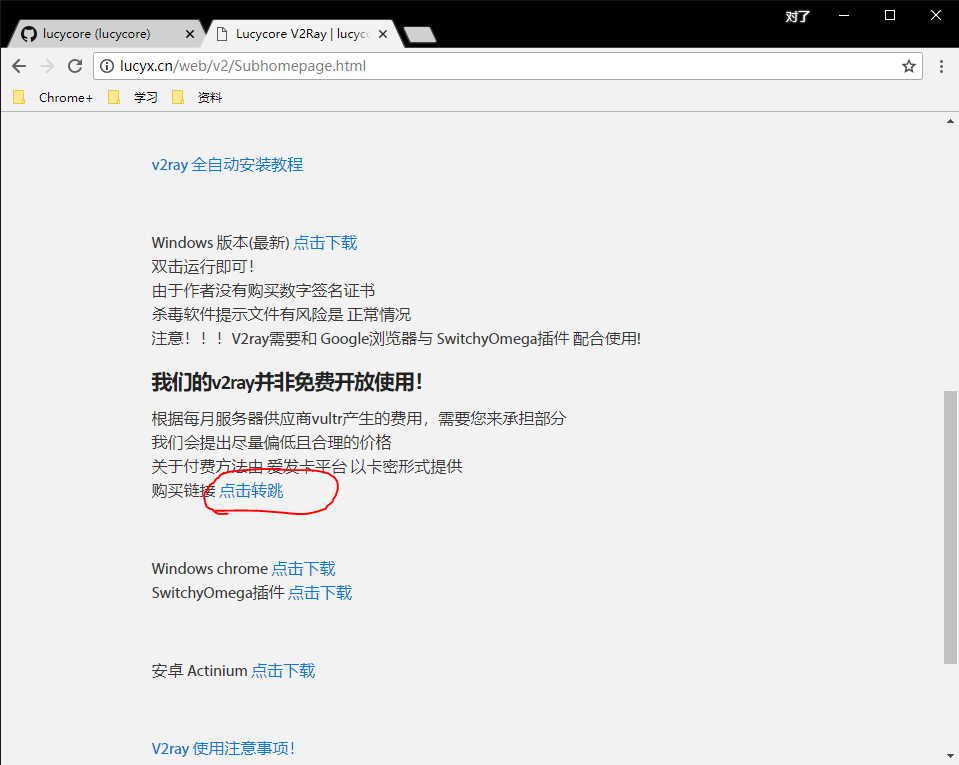 对了
lucycore (lucycore)
Lucycore V2Ray | lucyc
lucyx.cn/web/v2/Subhomepage.html
Chrome+ 学习 资料
v2ray 全自动安装教程
Windows 版本(最新) 点击下载
双击运行即可！
由于作者没有购买数字签名证书
杀毒软件提示文件有风险是 正常情况
注意！！！V2ray需要和 Google浏览器与 SwitchyOmega插件 配合使用!
我们的v2ray并非免费开放使用！
根据每月服务器供应商vultr产生的费用，需要您来承担部分
我们会提出尽量偏低且合理的价格
关于付费方法由 爱发卡平台 以卡密形式提供
购买链接 点击转跳
Windows chrome 点击下载
SwitchyOmega插件 点击下载
安卓 Actinium 点击下载
V2ray 使用注意事项！